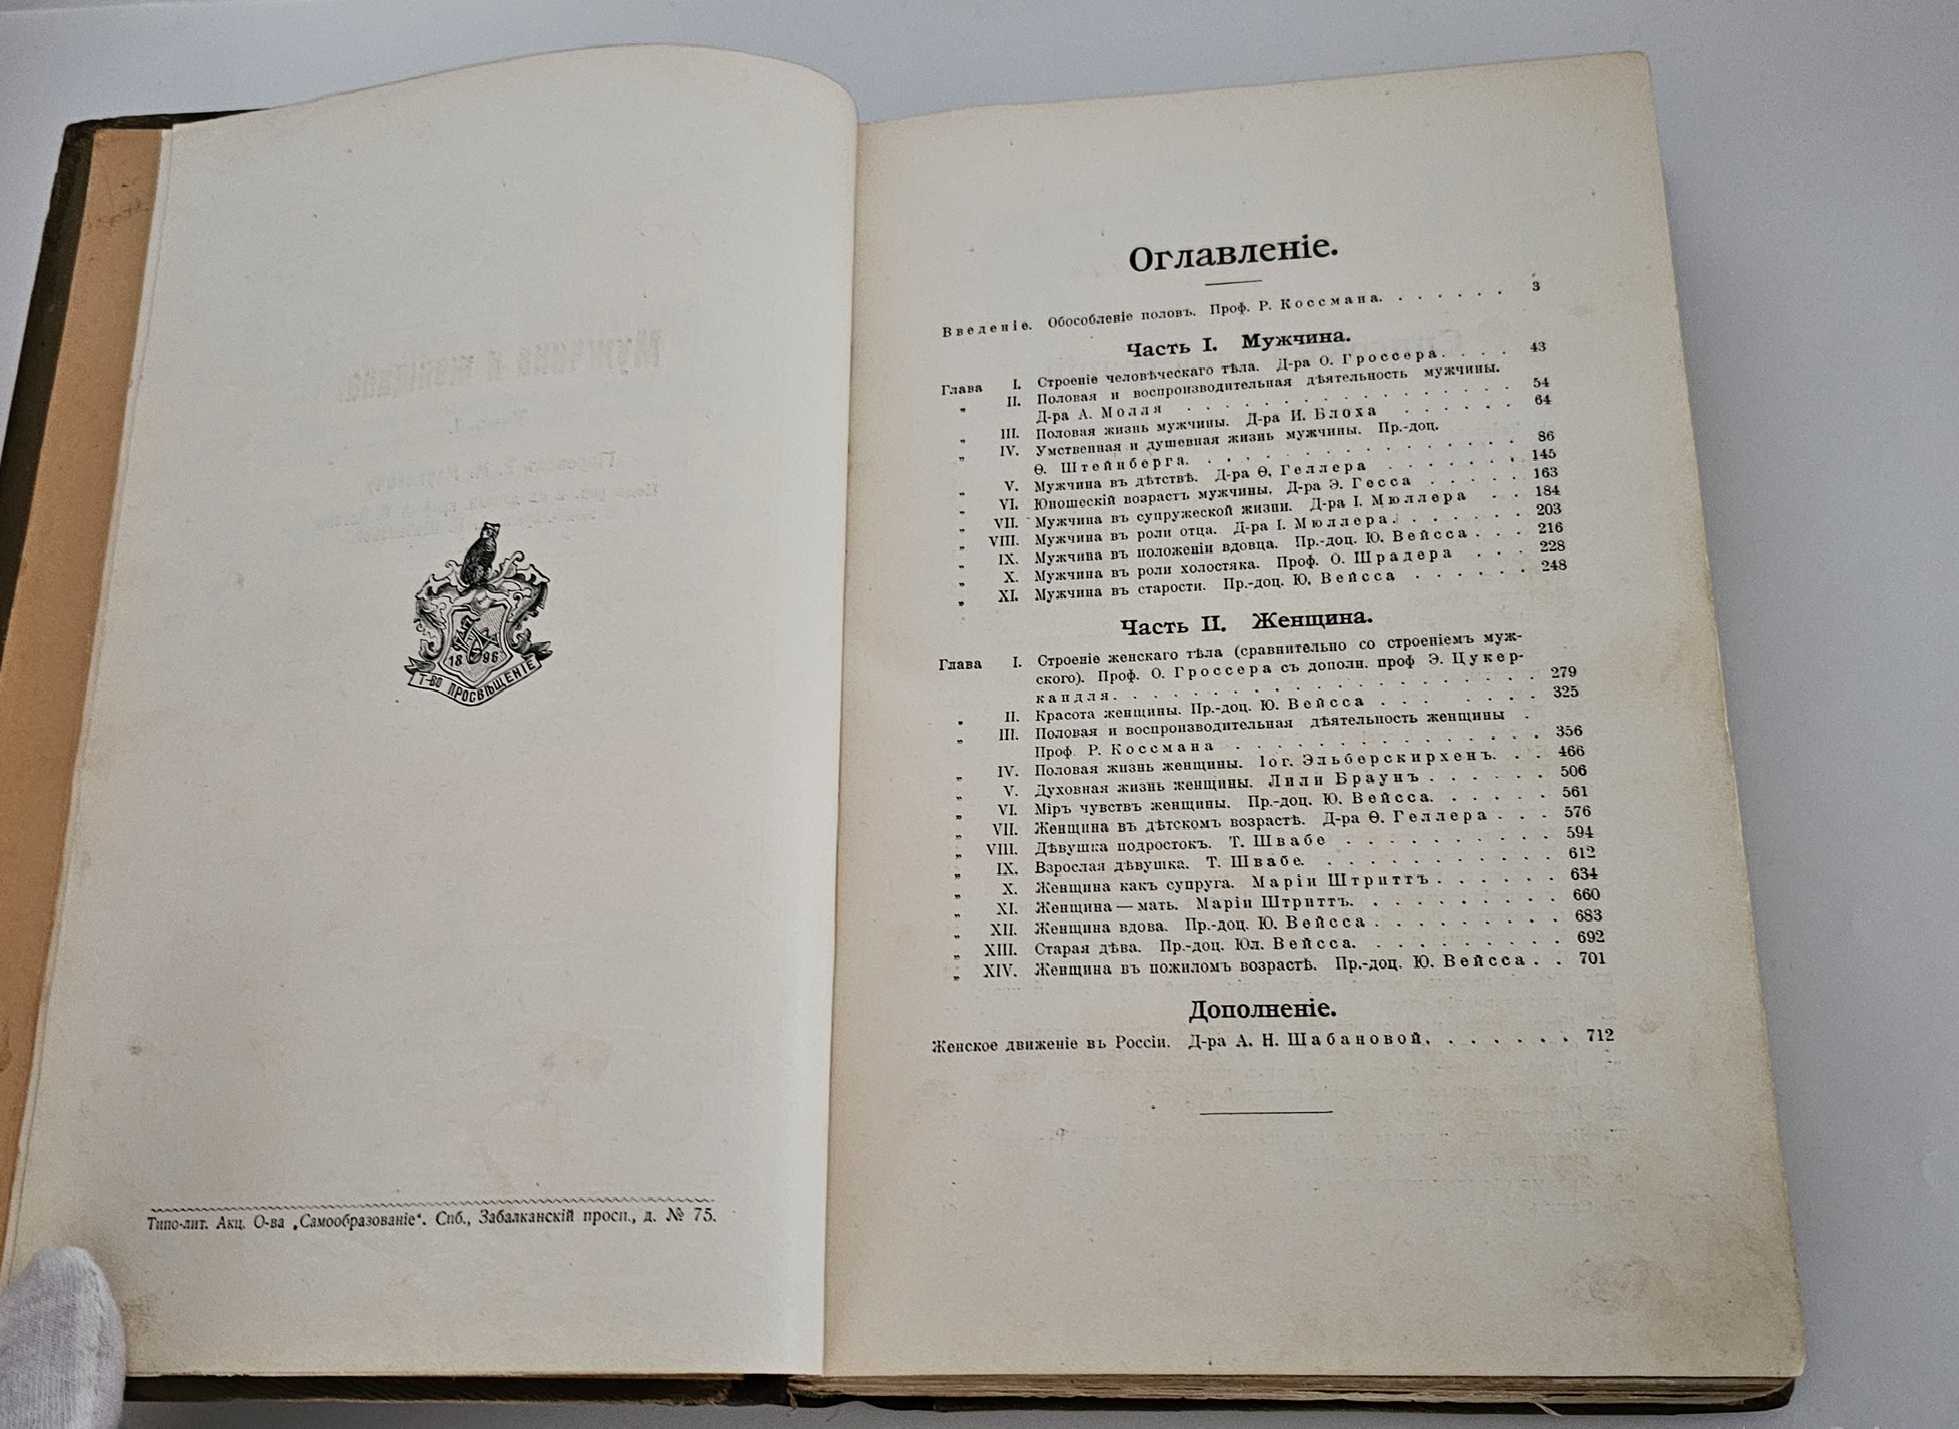 Мужчина и женщина.
1896
Т-во ПРОСВѢЩЕНІЕ
Типо-лит. Акц. О-ва „Самообразованіе“. Спб., Забалканскій просп., д. № 75.
Оглавленіе.
Введеніе. Обособленіе половъ. Проф. Р. Коссмана. . . . . . . 3
Часть I. Мужчина.
Глава I. Строеніе человѣческаго тѣла. Д-ра О. Гроссера. . . . 43
„ II. Половая и воспроизводительная дѣятельность мужчины.
Д-ра А. Молля . . . . . . . . . . . . . 54
„ III. Половая жизнь мужчины. Д-ра И. Блоха . . . . . . 64
„ IV. Умственная и душевная жизнь мужчины. Пр.-доц.
Ѳ. Штейнберга. . . . . . . . . . . . . 86
„ V. Мужчина въ дѣтствѣ. Д-ра Ѳ. Геллера . . . . . . 145
„ VI. Юношескій возрастъ мужчины. Д-ра Э. Гесса . . . . . 163
„ VII. Мужчина въ супружеской жизни. Д-ра І. Мюллера . . 184
„ VIII. Мужчина въ роли отца. Д-ра І. Мюллера. . . . . . . 203
„ IX. Мужчина въ положеніи вдовца. Пр.-доц. Ю. Вейсса . . . 216
„ X. Мужчина въ роли холостяка. Проф. О. Шрадера . . . 228
„ XI. Мужчина въ старости. Пр.-доц. Ю. Вейсса . . . . . . 248
Часть II. Женщина.
Глава I. Строеніе женскаго тѣла (сравнительно со строеніемъ муж-
ского). Проф. О. Гроссера съ дополн. проф Э. Цукер-
кандля. . . . . . . . . . . . . . . . 279
„ II. Красота женщины. Пр.-доц. Ю. Вейсса . . . . . . . 325
„ III. Половая и воспроизводительная дѣятельность женщины .
Проф. Р. Коссмана . . . . . . . . . . . . . 356
„ IV. Половая жизнь женщины. Іог. Эльберскирхенъ. . . 466
„ V. Духовная жизнь женщины. Лили Браунъ . . . . . . 506
„ VI. Міръ чувствъ женщины. Пр.-доц. Ю. Вейсса. . . . . . 561
„ VII. Женщина въ дѣтскомъ возрастѣ. Д-ра Ѳ. Геллера . . . 576
„ VIII. Дѣвушка подростокъ. Т. Швабе . . . . . . . . . 594
„ IX. Взрослая дѣвушка. Т. Швабе. . . . . . . . . . . 612
„ X. Женщина какъ супруга. Маріи Штриттъ . . . . . . 634
„ XI. Женщина — мать. Маріи Штриттъ. . . . . . . . . 660
„ XII. Женщина вдова. Пр.-доц. Ю. Вейсса . . . . . . . . 683
„ XIII. Старая дѣва. Пр.-доц. Юл. Вейсса. . . . . . . . . 692
„ XIV. Женщина въ пожиломъ возрастѣ. Пр.-доц. Ю. Вейсса . . 701
Дополненіе.
Женское движеніе въ Россіи. Д-ра А. Н. Шабановой. . . . . . . 712